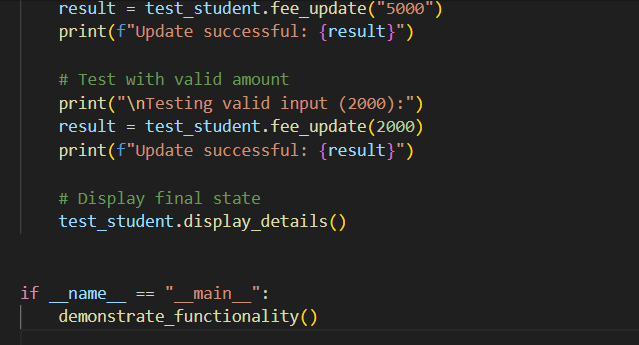 result = test_student.fee_update("5000")
print(f"Update successful: {result}")
# Test with valid amount
print("\nTesting valid input (2000):")
result = test_student.fee_update(2000)
print(f"Update successful: {result}")
# Display final state
test_student.display_details()
if __name__ == "__main__":
demonstrate_functionality()